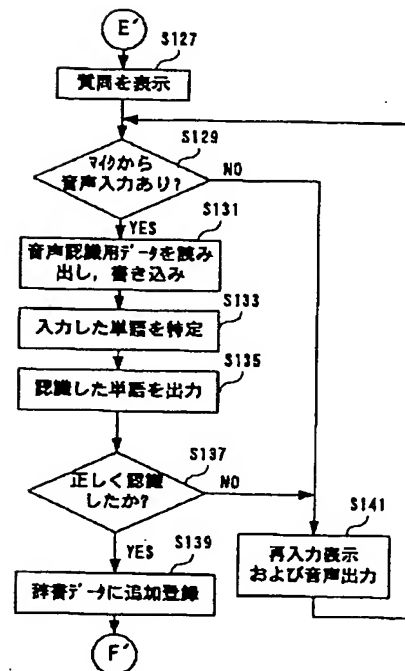 E'
S127
質問を表示
S129
マイクから
音声入力あり?
NO
YES
S131
音声認識用データを読み
出し,書き込み
S133
入力した単語を特定
S135
認識した単語を出力
S137
正しく認識
したか?
NO
YES
S139
辞書データに追加登録
S141
再入力表示
および音声出力
F'